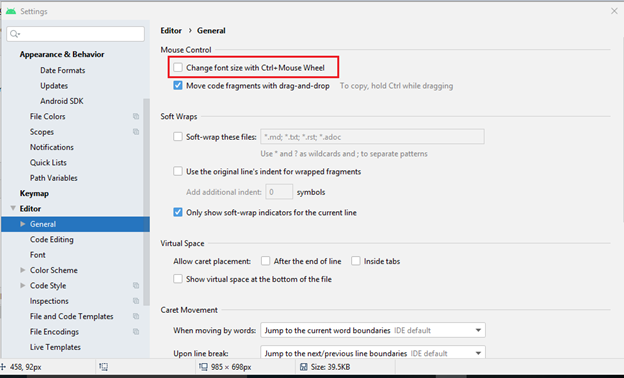 Settings
Editor › General
Mouse Control
Change font size with Ctrl+Mouse Wheel
Move code fragments with drag-and-drop To copy, hold Ctrl while dragging
Soft Wraps
Soft-wrap these files: *.md; *.txt; *.rst; *.adoc
Use * and ? as wildcards and ; to separate patterns
Use the original line's indent for wrapped fragments
Add additional indent: 0 symbols
Only show soft-wrap indicators for the current line
Virtual Space
Allow caret placement: After the end of line Inside tabs
Show virtual space at the bottom of the file
Caret Movement
When moving by words: Jump to the current word boundaries IDE default
Upon line break: Jump to the next/previous line boundaries IDE default
Appearance & Behavior
Date Formats
Updates
Android SDK
File Colors
Scopes
Notifications
Quick Lists
Path Variables
Keymap
Editor
General
Code Editing
Font
Color Scheme
Code Style
Inspections
File and Code Templates
File Encodings
Live Templates
458, 92px
985 × 698px
Size: 39.5KB